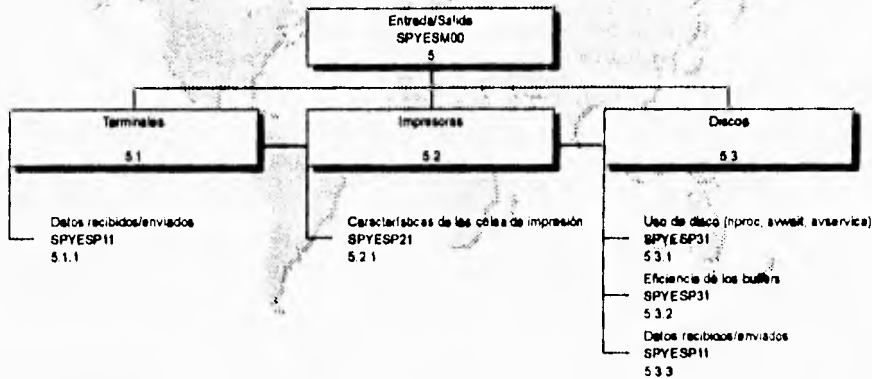 Entrada/Salida
SPYESM00
5
Terminales
5.1
Impresoras
5.2
Discos
5.3
Datos recibidos/enviados
SPYESP11
5.1.1
Características de las colas de impresión
SPYESP21
5.2.1
Uso de disco (nproc, avwait, avservice)
SPYESP31
5.3.1
Eficiencia de los buffers
SPYESP31
5.3.2
Datos recibidos/enviados
SPYESP11
5.3.3